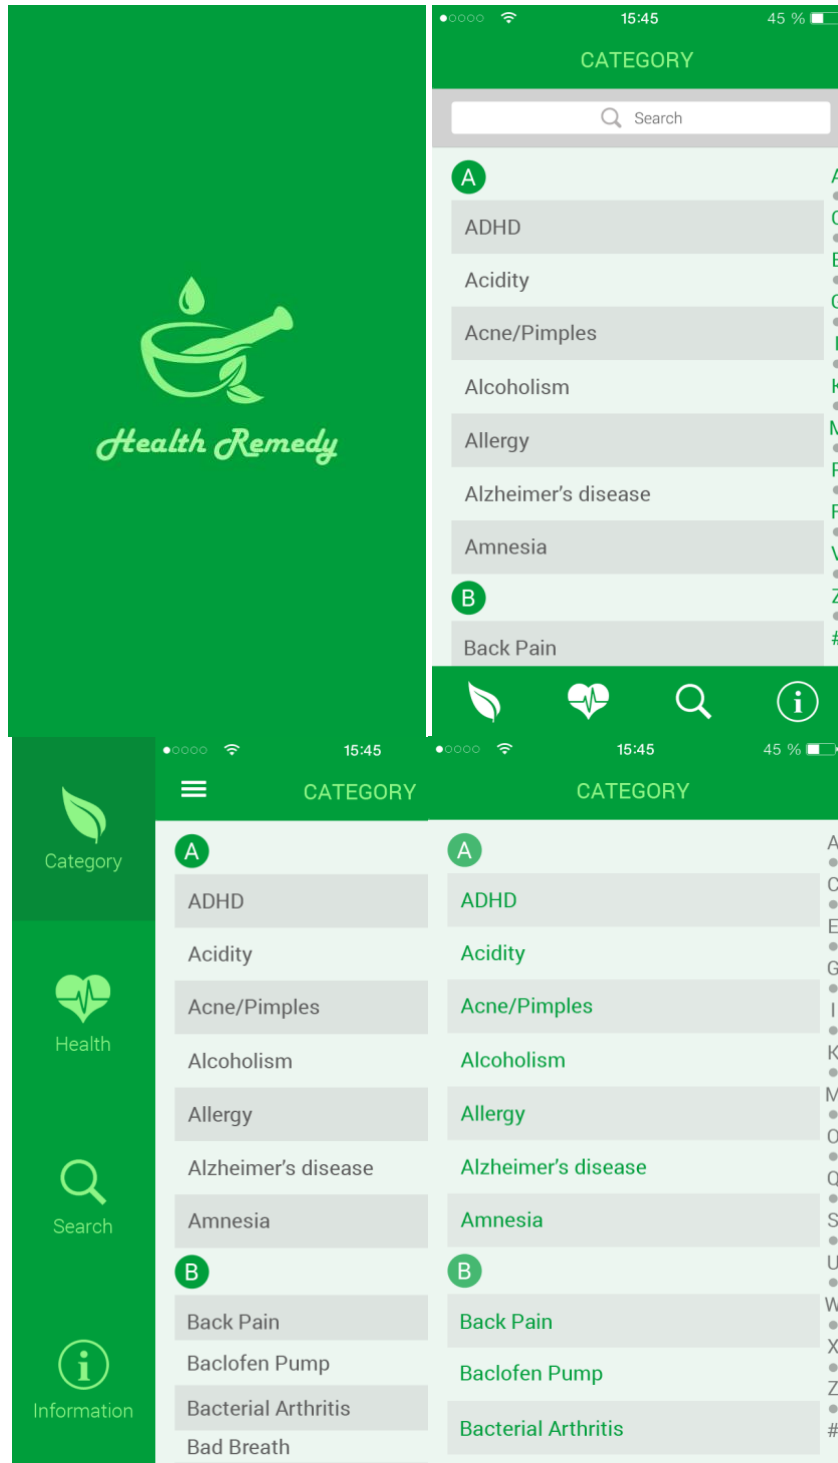 Health Remedy
15:45 45 %
CATEGORY
Search
A
ADHD
Acidity
Acne/Pimples
Alcoholism
Allergy
Alzheimer's disease
Amnesia
B
Back Pain
K
#
Category
Health
Search
Information
15:45
CATEGORY
A
ADHD
Acidity
Acne/Pimples
Alcoholism
Allergy
Alzheimer's disease
Amnesia
B
Back Pain
Baclofen Pump
Bacterial Arthritis
Bad Breath
15:45 45 %
CATEGORY
A
ADHD
Acidity
Acne/Pimples
Alcoholism
Allergy
Alzheimer's disease
Amnesia
B
Back Pain
Baclofen Pump
Bacterial Arthritis
A
C
E
G
I
K
M
O
Q
S
U
W
X
Z
#